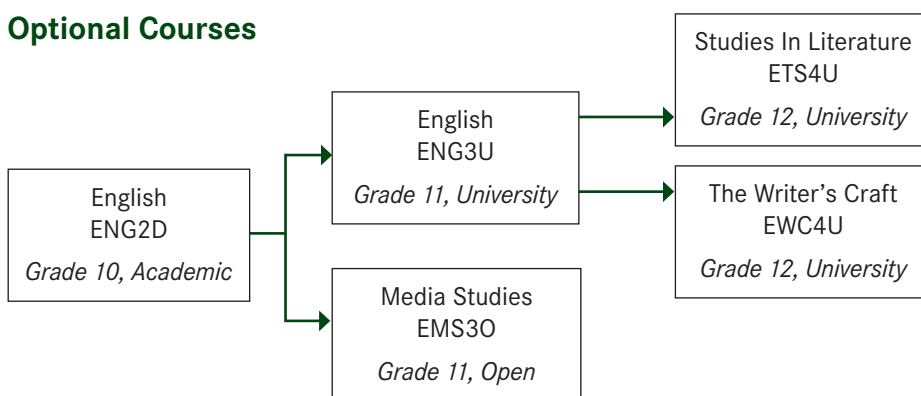 Optional Courses
English
ENG2D
Grade 10, Academic
English
ENG3U
Grade 11, University
Media Studies
EMS3O
Grade 11, Open
Studies In Literature
ETS4U
Grade 12, University
The Writer's Craft
EWC4U
Grade 12, University